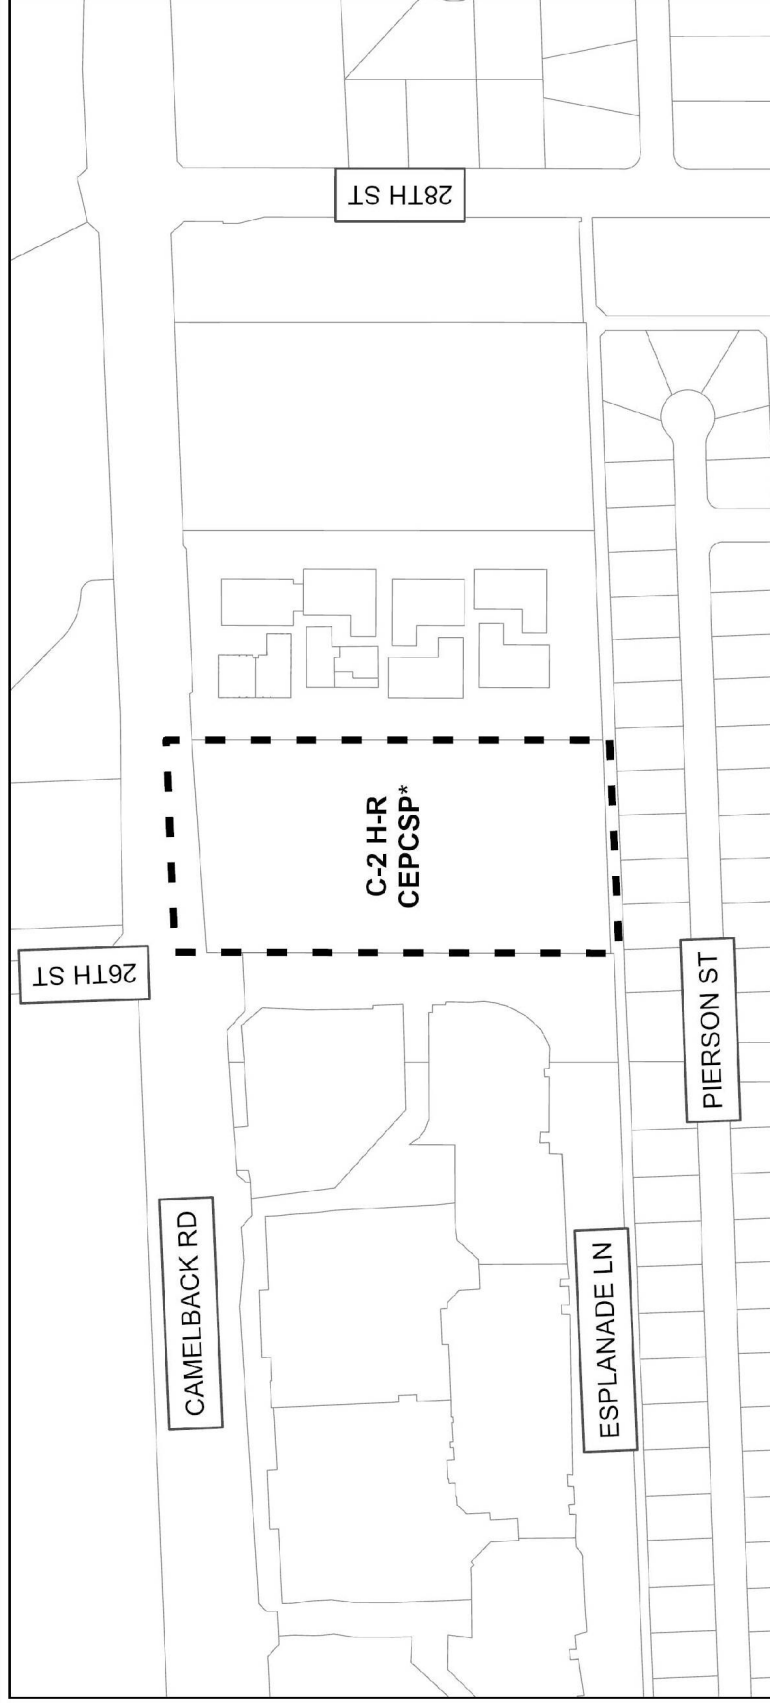 28TH ST
C-2 H-R
CEPCSP*
26TH ST
PIERSON ST
CAMELBACK RD
ESPLANADE LN